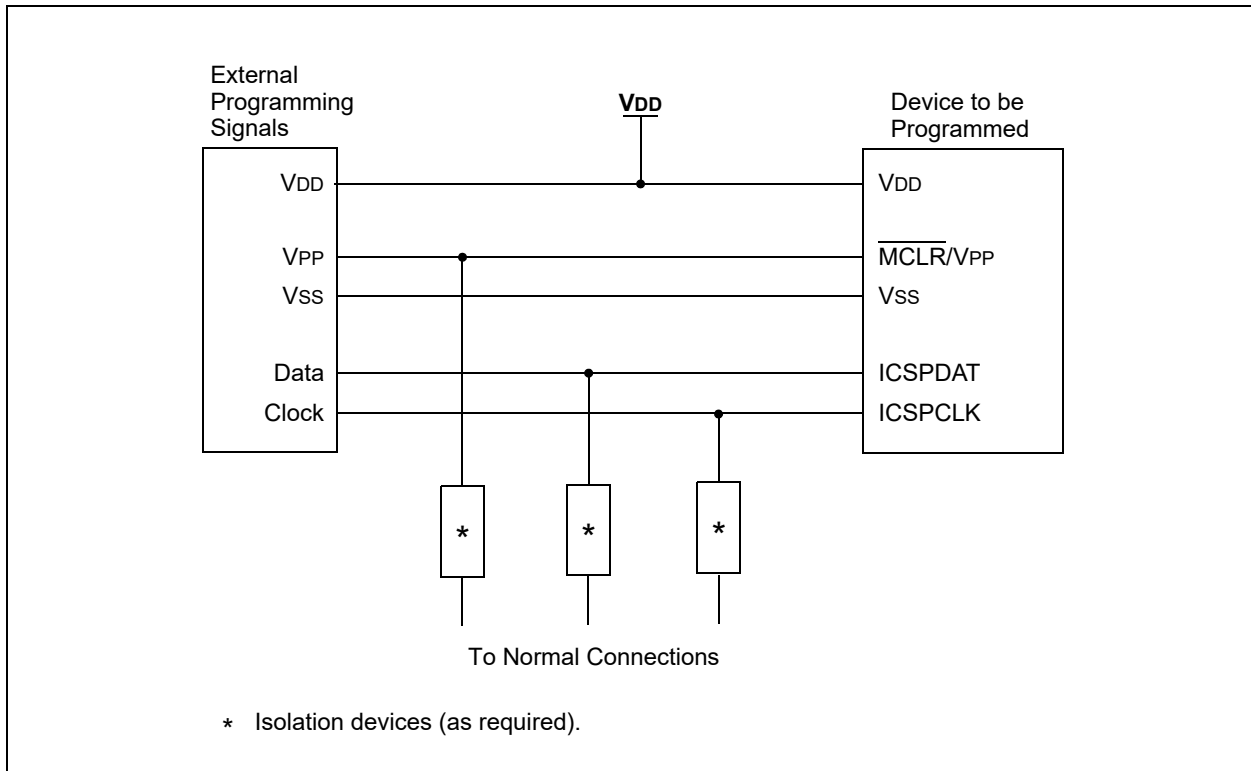 External
Programming
Signals
VDD
Device to be
Programmed
VDD
VPP
VSS
Data
Clock
VDD
MCLR/VPP
VSS
ICSPDAT
ICSPCLK
*
*
*
To Normal Connections
* Isolation devices (as required).